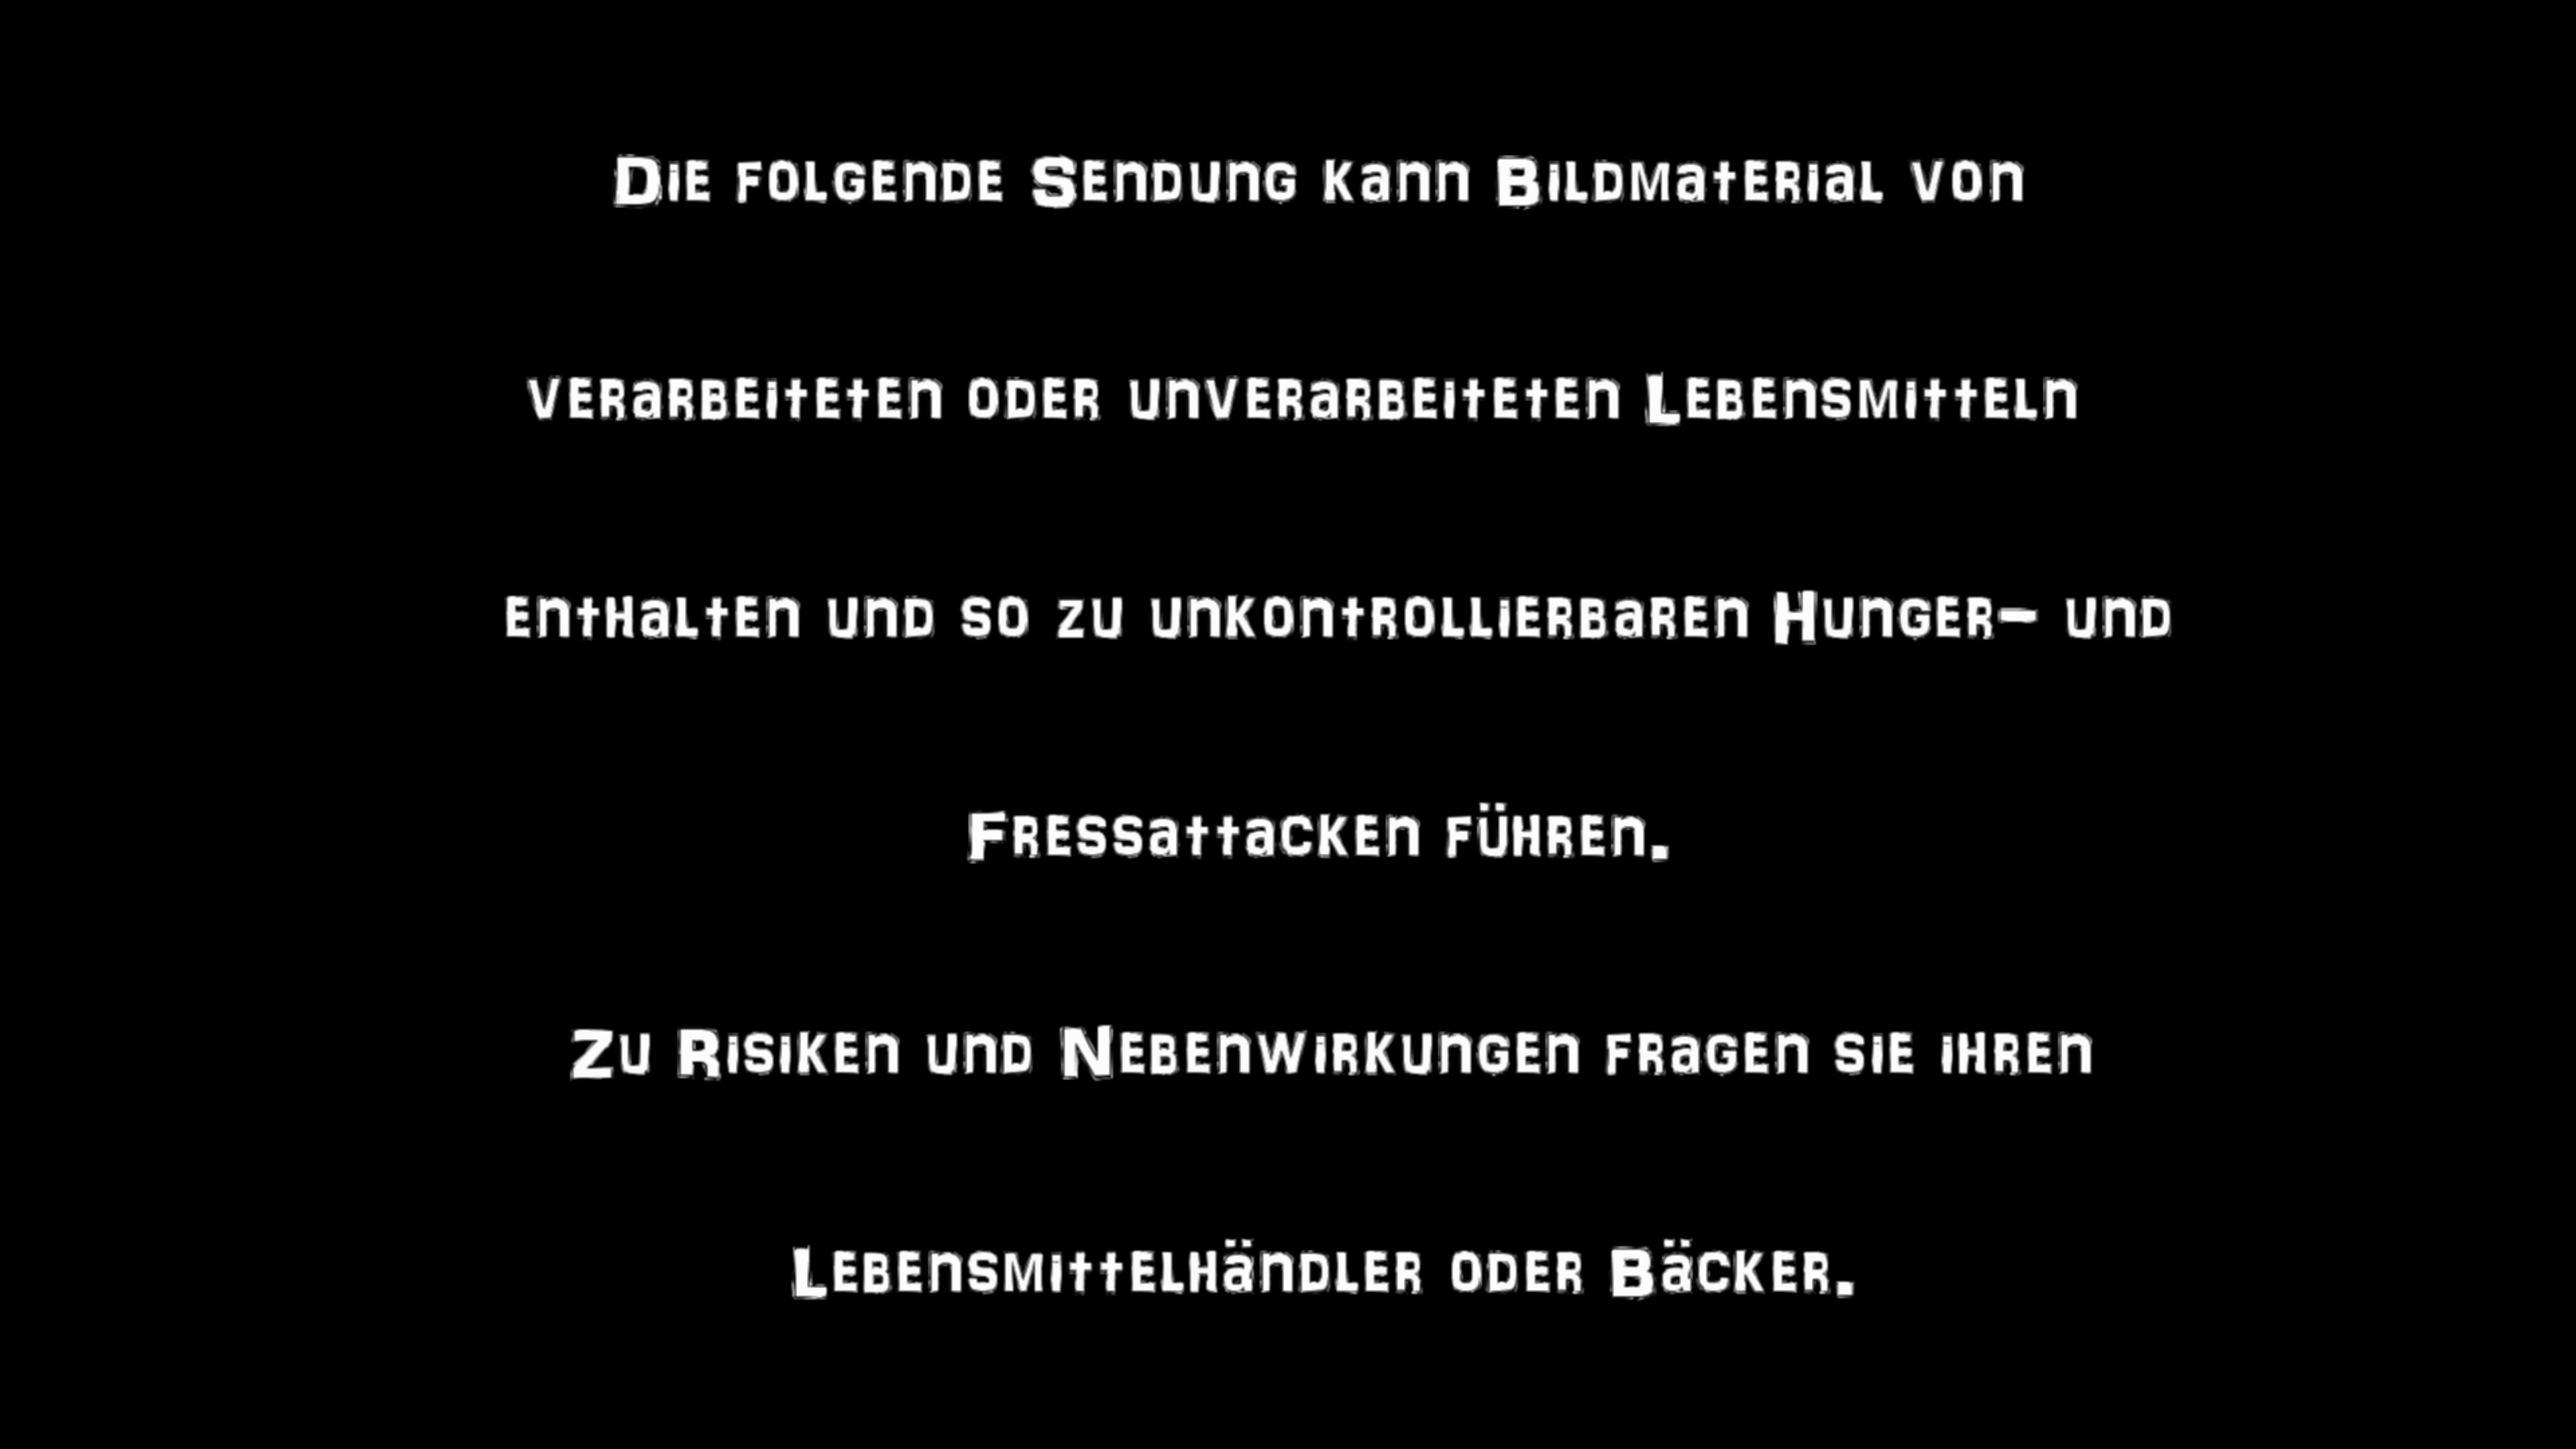 Die folgende Sendung kann Bildmaterial von
verarbeiteten oder unverarbeiteten Lebensmitteln
enthalten und so zu unkontrollierbaren Hunger- und
Fressattacken führen.
Zu Risiken und Nebenwirkungen fragen sie ihren
Lebensmittelhändler oder Bäcker.